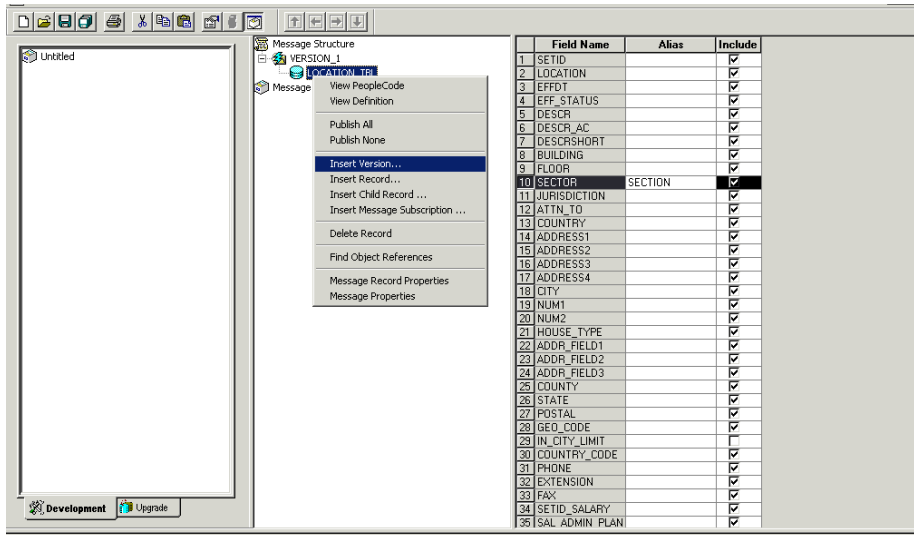 Untitled
Development
Upgrade
Message Structure
VERSION_1
LOCATION_TBL
Message
View PeopleCode
View Definition
Publish All
Publish None
Insert Version...
Insert Record...
Insert Child Record ...
Insert Message Subscription ...
Delete Record
Find Object References
Message Record Properties
Message Properties
Field Name Alias Include
1 SETID
2 LOCATION
3 EFFDT
4 EFF_STATUS
5 DESCR
6 DESCR_AC
7 DESCRSHORT
8 BUILDING
9 FLOOR
10 SECTOR SECTION
11 JURISDICTION
12 ATTN_TO
13 COUNTRY
14 ADDRESS1
15 ADDRESS2
16 ADDRESS3
17 ADDRESS4
18 CITY
19 NUM1
20 NUM2
21 HOUSE_TYPE
22 ADDR_FIELD1
23 ADDR_FIELD2
24 ADDR_FIELD3
25 COUNTY
26 STATE
27 POSTAL
28 GEO_CODE
29 IN_CITY_LIMIT
30 COUNTRY_CODE
31 PHONE
32 EXTENSION
33 FAX
34 SETID_SALARY
35 SAL_ADMIN_PLAN